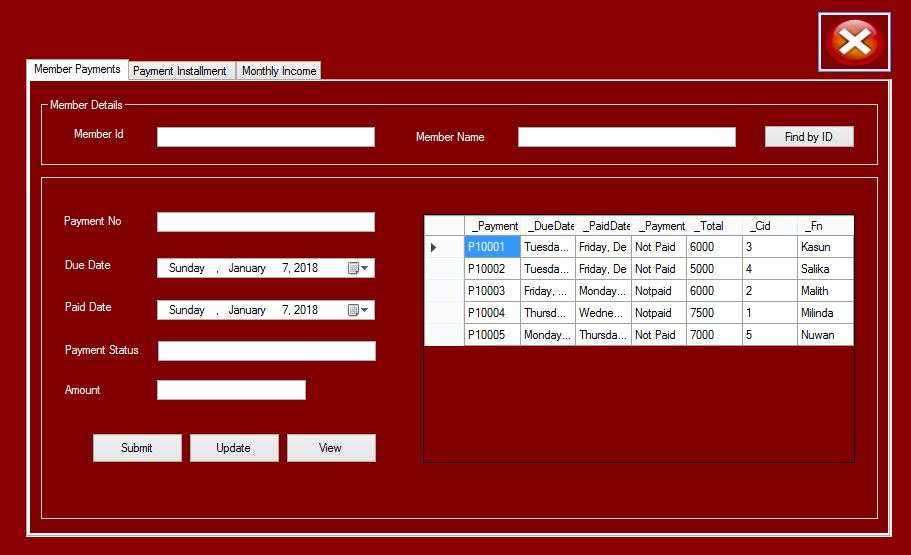 Member Payments Payment Installment Monthly Income
Member Details
Member Id Member Name Find by ID
Payment No
Due Date Sunday , January 7, 2018
Paid Date Sunday , January 7, 2018
Payment Status
Amount
Submit Update View
_Payment _DueDate _PaidDate _Payment _Total _Cid _Fn
P10001 Tuesda... Friday, De Not Paid 6000 3 Kasun
P10002 Tuesda... Friday, De Not Paid 5000 4 Salika
P10003 Friday, ... Monday... Notpaid 6000 2 Malith
P10004 Thursd... Wedne... Notpaid 7500 1 Milinda
P10005 Monday... Thursda... Not Paid 7000 5 Nuwan